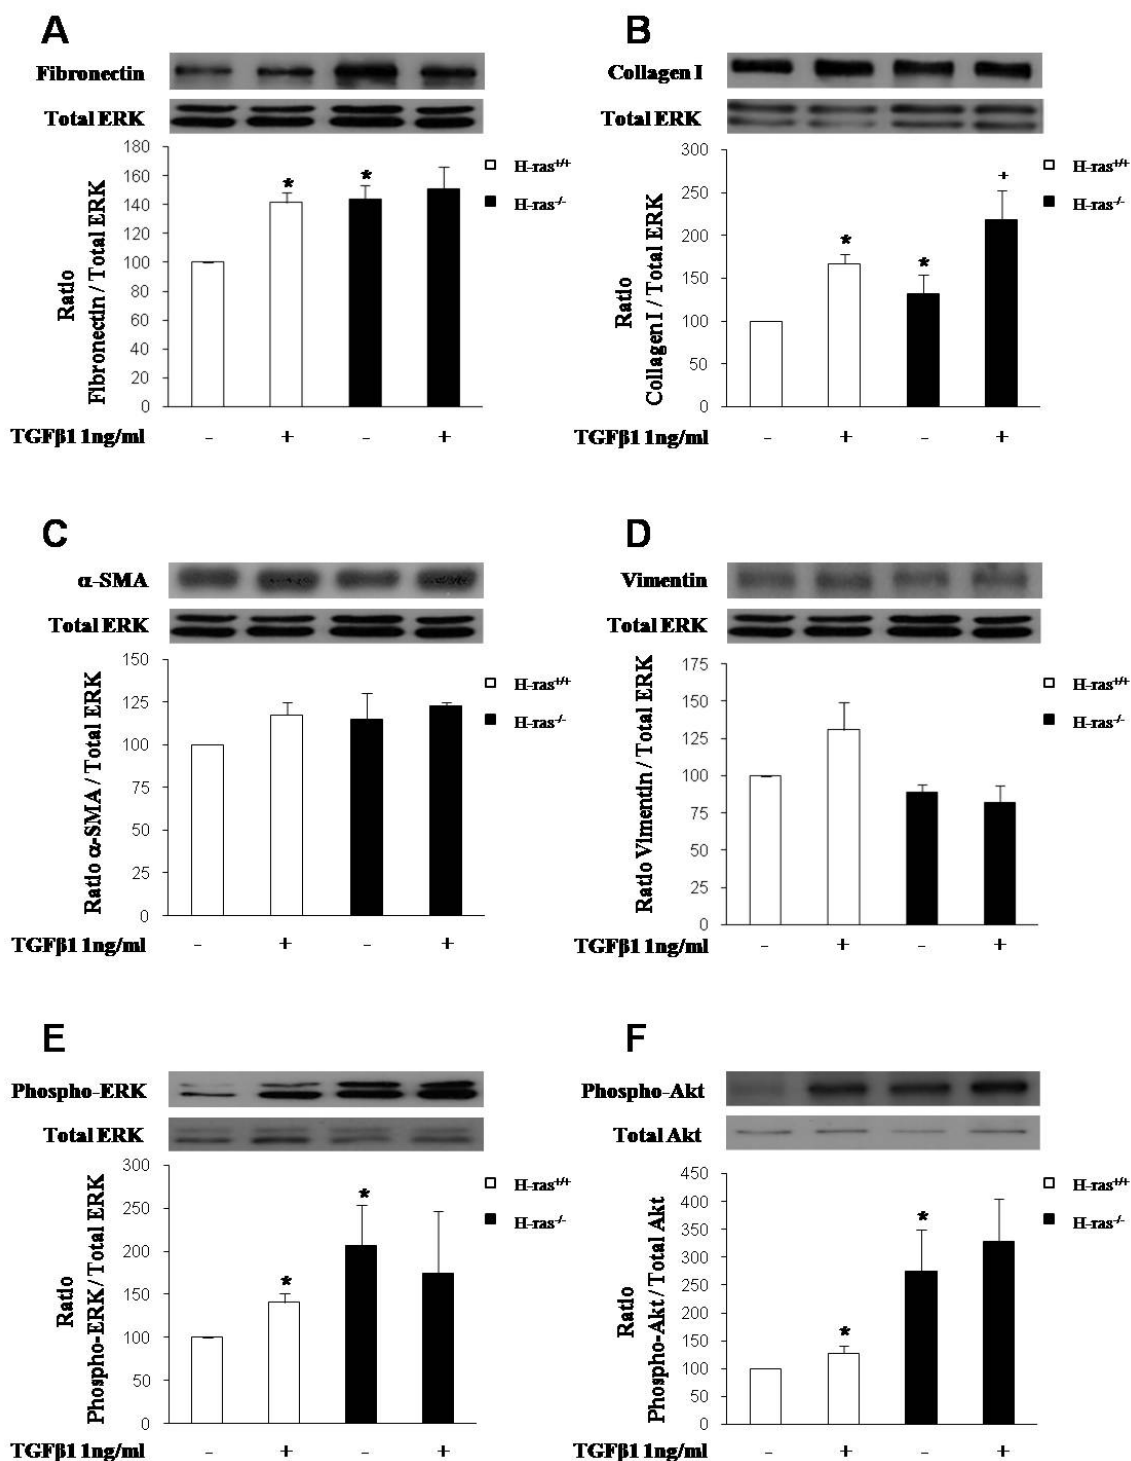 A
Fibronectin
Total ERK
Ratio
Fibronectin / Total ERK
180
160
140
120
100
80
60
40
20
0
* *
H-ras+/+
H-ras-/-
TGFβ1 1ng/ml - + - +
B
Collagen I
Total ERK
Ratio
Collagen I / Total ERK
300
250
200
150
100
50
0
* * +
H-ras+/+
H-ras-/-
TGFβ1 1ng/ml - + - +
C
α-SMA
Total ERK
Ratio α-SMA / Total ERK
150
125
100
75
50
25
0
H-ras+/+
H-ras-/-
TGFβ1 1ng/ml - + - +
D
Vimentin
Total ERK
Ratio Vimentin / Total ERK
175
150
125
100
75
50
25
0
H-ras+/+
H-ras-/-
TGFβ1 1ng/ml - + - +
E
Phospho-ERK
Total ERK
Ratio
Phospho-ERK / Total ERK
300
250
200
150
100
50
0
* *
H-ras+/+
H-ras-/-
TGFβ1 1ng/ml - + - +
F
Phospho-Akt
Total Akt
Ratio
Phospho-Akt / Total Akt
450
400
350
300
250
200
150
100
50
0
* *
H-ras+/+
H-ras-/-
TGFβ1 1ng/ml - + - +